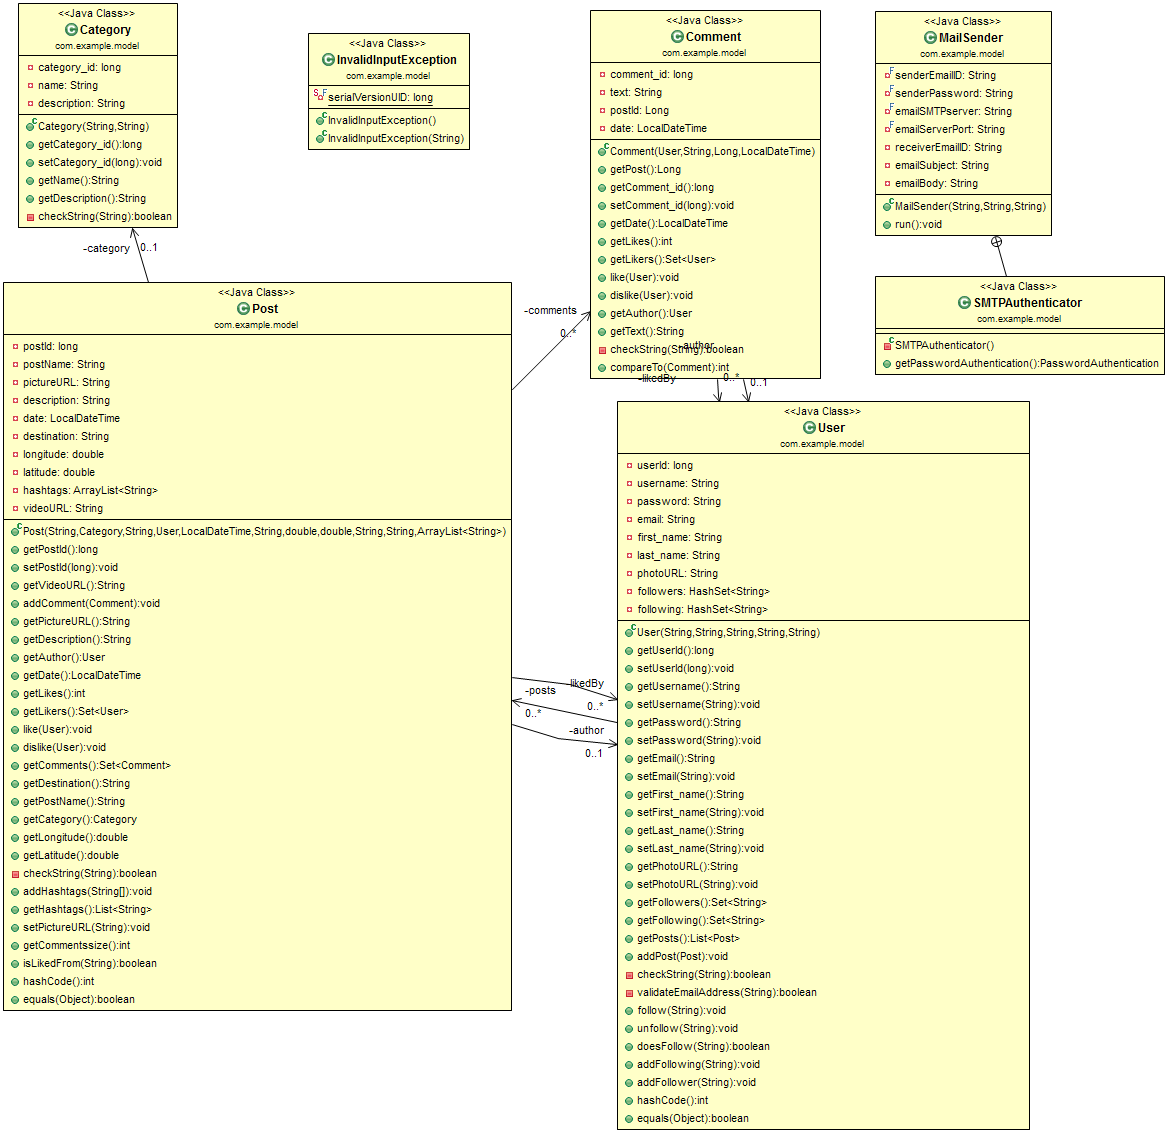 <<Java Class>>
Category
com.example.model
category_id: long
name: String
description: String
Category(String,String)
getCategory_id():long
setCategory_id(long):void
getName():String
getDescription():String
checkString(String):boolean
-category
0..1
<<Java Class>>
InvalidInputException
com.example.model
serialVersionUID: long
InvalidInputException()
InvalidInputException(String)
<<Java Class>>
Comment
com.example.model
comment_id: long
text: String
postId: Long
date: LocalDateTime
Comment(User,String,Long,LocalDateTime)
getPost():Long
getComment_id():long
setComment_id(long):void
getDate():LocalDateTime
getLikes():int
getLikers():Set<User>
like(User):void
dislike(User):void
getAuthor():User
getText():String
checkString(String):boolean
compareTo(Comment):int
-author
-likedBy
0..*
0..1
<<Java Class>>
MailSender
com.example.model
senderEmailID: String
senderPassword: String
emailSMTPserver: String
emailServerPort: String
receiverEmailID: String
emailSubject: String
emailBody: String
MailSender(String,String,String)
run():void
<<Java Class>>
SMTPAuthenticator
com.example.model
SMTPAuthenticator()
getPasswordAuthentication():PasswordAuthentication
<<Java Class>>
Post
com.example.model
postId: long
postName: String
pictureURL: String
description: String
date: LocalDateTime
destination: String
longitude: double
latitude: double
hashtags: ArrayList<String>
videoURL: String
Post(String,Category,String,User,LocalDateTime,String,double,double,String,String,ArrayList<String>)
getPostId():long
setPostId(long):void
getVideoURL():String
addComment(Comment):void
getPictureURL():String
getDescription():String
getAuthor():User
getDate():LocalDateTime
getLikes():int
getLikers():Set<User>
like(User):void
dislike(User):void
getComments():Set<Comment>
getDestination():String
getPostName():String
getCategory():Category
getLongitude():double
getLatitude():double
checkString(String):boolean
addHashtags(String[]):void
getHashtags():List<String>
setPictureURL(String):void
getCommentssize():int
isLikedFrom(String):boolean
hashCode():int
equals(Object):boolean
-comments
0..*
likedBy
0..*
-posts
0..*
-author
0..1
<<Java Class>>
User
com.example.model
userId: long
username: String
password: String
email: String
first_name: String
last_name: String
photoURL: String
followers: HashSet<String>
following: HashSet<String>
User(String,String,String,String,String)
getUserId():long
setUserId(long):void
getUsername():String
setUsername(String):void
getPassword():String
setPassword(String):void
getEmail():String
setEmail(String):void
getFirst_name():String
setFirst_name(String):void
getLast_name():String
setLast_name(String):void
getPhotoURL():String
setPhotoURL(String):void
getFollowers():Set<String>
getFollowing():Set<String>
getPosts():List<Post>
addPost(Post):void
checkString(String):boolean
validateEmailAddress(String):boolean
follow(String):void
unfollow(String):void
doesFollow(String):boolean
addFollowing(String):void
addFollower(String):void
hashCode():int
equals(Object):boolean